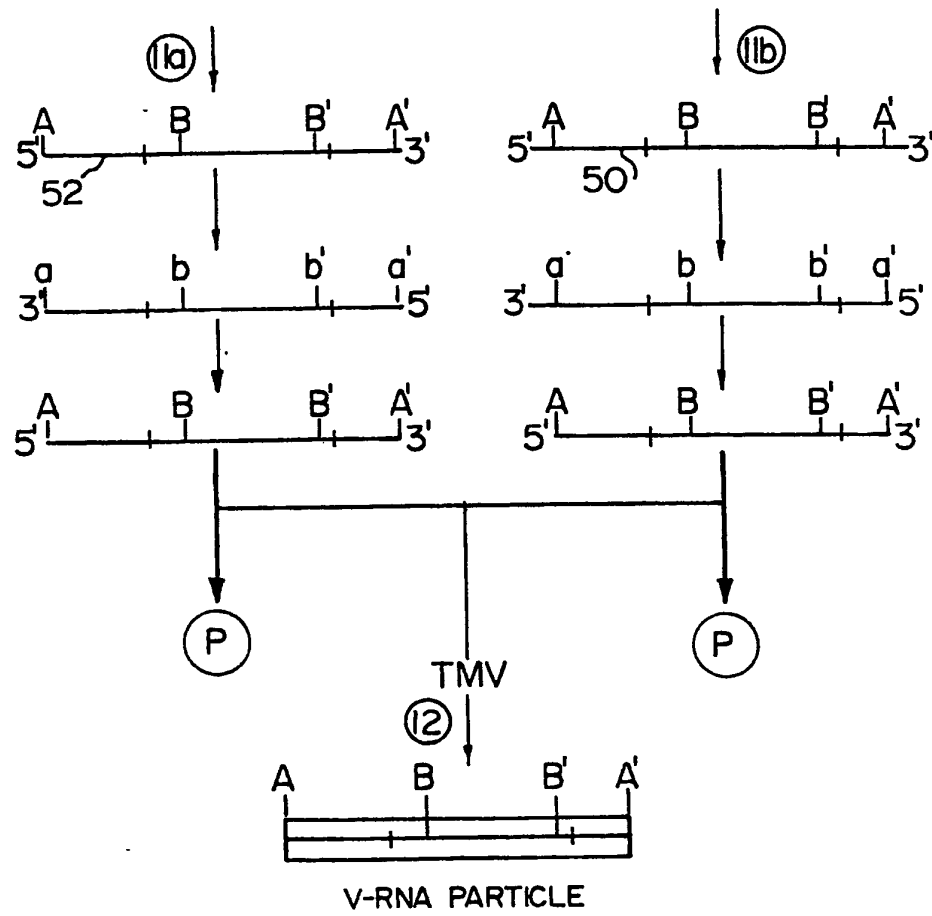 11a 11b
A B B' A' A B B' A'
5' 3' 5' 3'
52 50
a b b' a' a b b' a'
3' 5' 3' 5'
A B B' A' A B B' A'
5' 3' 5' 3'
P P
TMV
12
A B B' A'
V-RNA PARTICLE